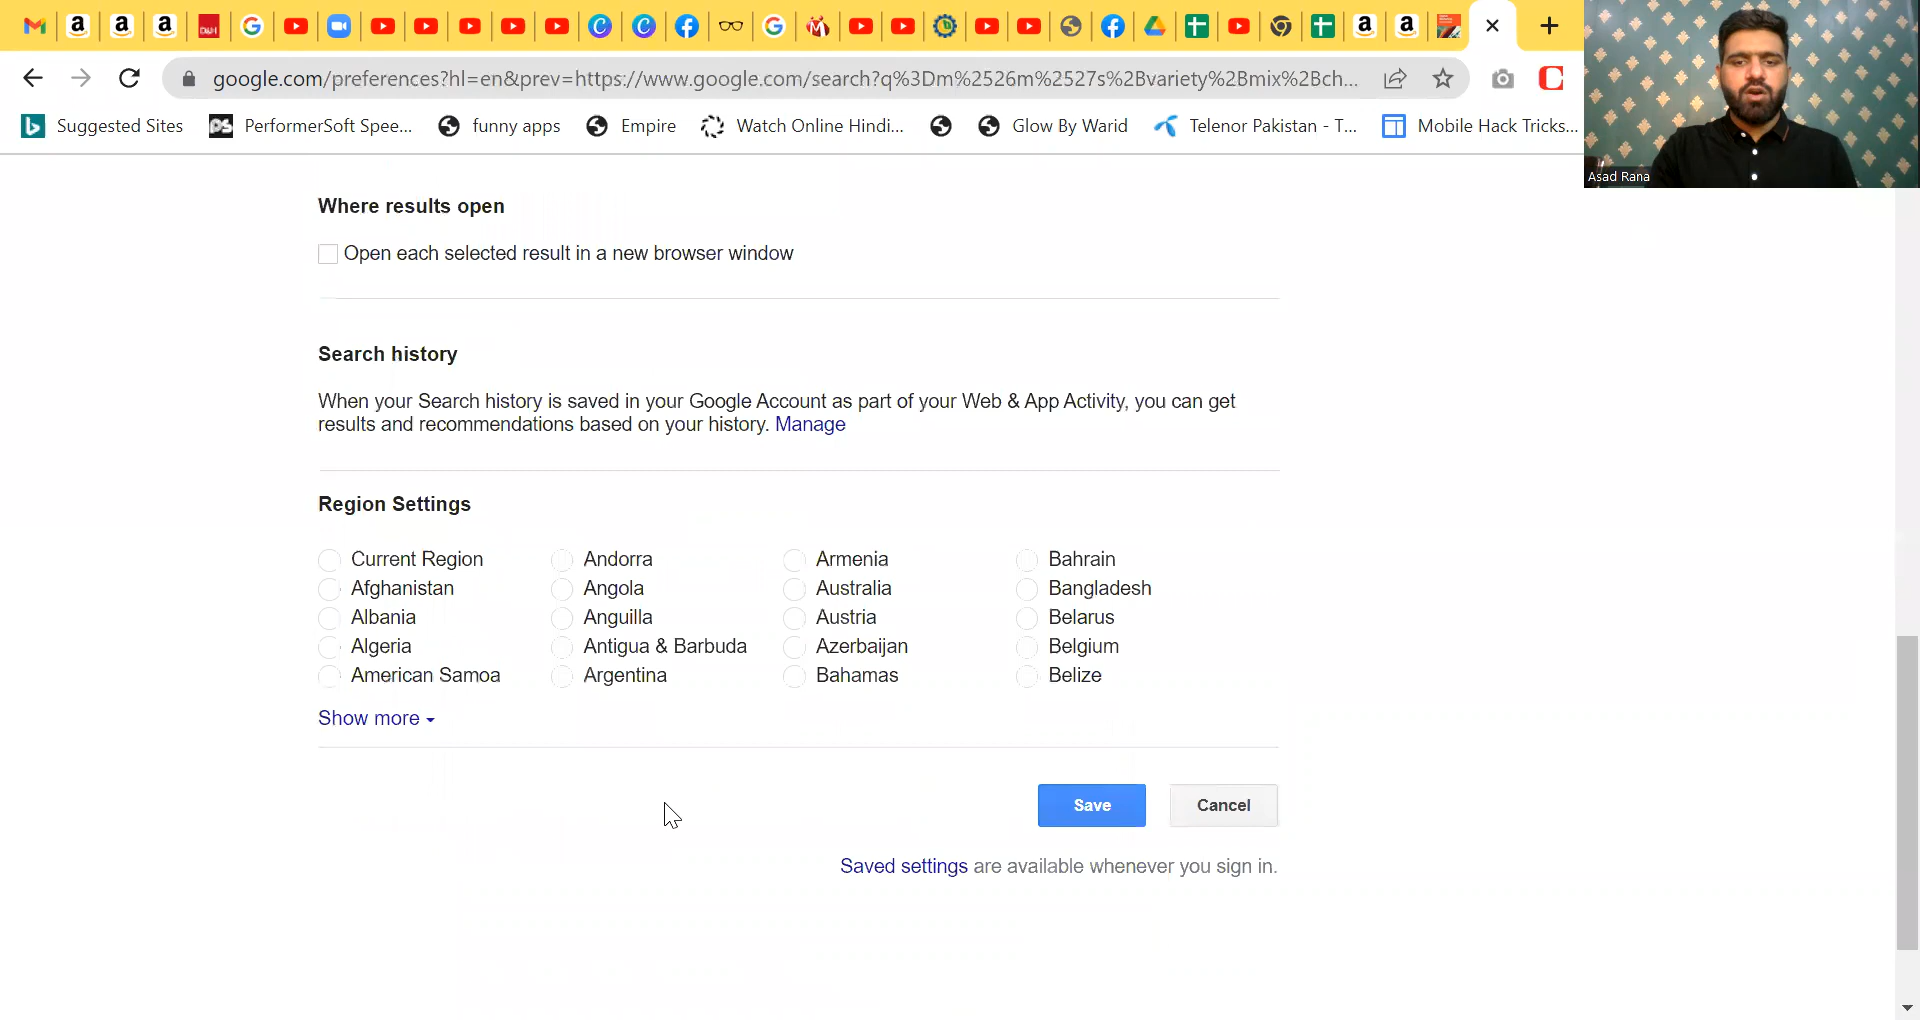 google.com/preferences?hl=en&prev=https://www.google.com/search?q%3Dm%2526m%2527s%2Bvariety%2Bmix%2Bch...
Suggested Sites
PerformerSoft Spee...
funny apps
Empire
Watch Online Hindi...
Glow By Warid
Telenor Pakistan - T...
Mobile Hack Tricks...
Asad Rana
Where results open
Open each selected result in a new browser window
Search history
When your Search history is saved in your Google Account as part of your Web & App Activity, you can get
results and recommendations based on your history. Manage
Region Settings
Current Region Andorra Armenia Bahrain
Afghanistan Angola Australia Bangladesh
Albania Anguilla Austria Belarus
Algeria Antigua & Barbuda Azerbaijan Belgium
American Samoa Argentina Bahamas Belize
Show more
Save
Cancel
Saved settings are available whenever you sign in.